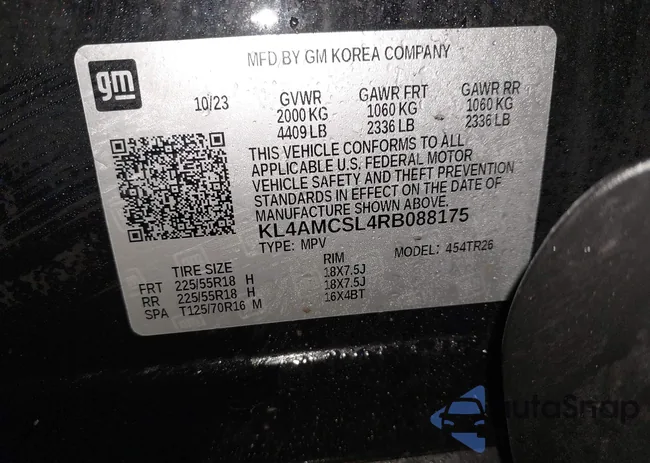 gm
MFD BY GM KOREA COMPANY
10/23 GVWR GAWR FRT GAWR RR
2000 KG 1060 KG 1060 KG
4409 LB 2336 LB 2336 LB
THIS VEHICLE CONFORMS TO ALL
APPLICABLE U.S. FEDERAL MOTOR
VEHICLE SAFETY AND THEFT PREVENTION
STANDARDS IN EFFECT ON THE DATE OF
MANUFACTURE SHOWN ABOVE.
KL4AMCSL4RB088175
TYPE: MPV MODEL: 454TR26
TIRE SIZE RIM
FRT 225/55R18 H 18X7.5J
RR 225/55R18 H 18X7.5J
SPA T125/70R16 M 16X4BT
AutoSnap